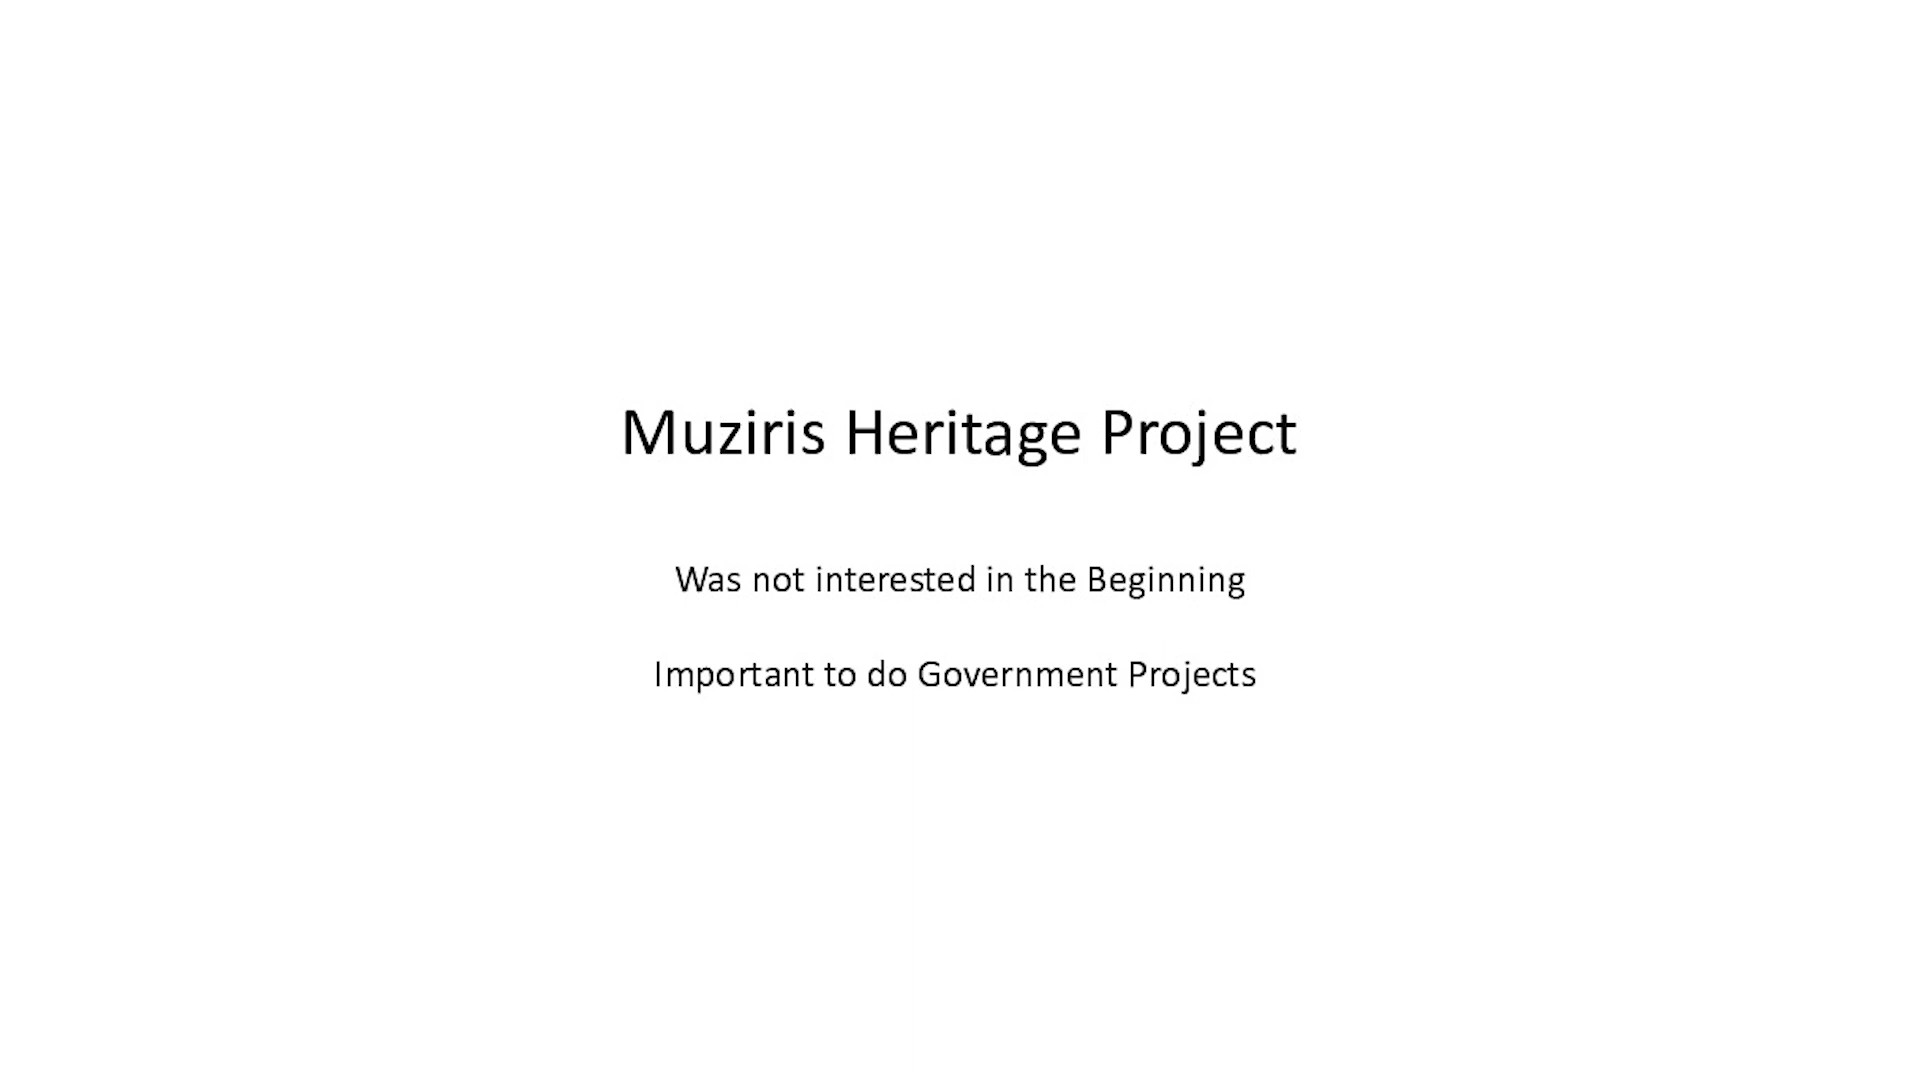 Muziris Heritage Project
Was not interested in the Beginning
Important to do Government Projects